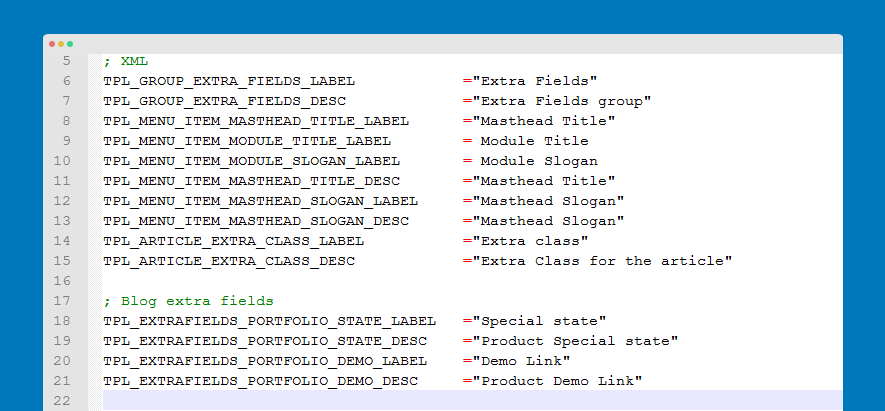 5 ; XML
6 TPL_GROUP_EXTRA_FIELDS_LABEL ="Extra Fields"
7 TPL_GROUP_EXTRA_FIELDS_DESC ="Extra Fields group"
8 TPL_MENU_ITEM_MASTHEAD_TITLE_LABEL ="Masthead Title"
9 TPL_MENU_ITEM_MODULE_TITLE_LABEL = Module Title
10 TPL_MENU_ITEM_MODULE_SLOGAN_LABEL = Module Slogan
11 TPL_MENU_ITEM_MASTHEAD_TITLE_DESC ="Masthead Title"
12 TPL_MENU_ITEM_MASTHEAD_SLOGAN_LABEL ="Masthead Slogan"
13 TPL_MENU_ITEM_MASTHEAD_SLOGAN_DESC ="Masthead Slogan"
14 TPL_ARTICLE_EXTRA_CLASS_LABEL ="Extra class"
15 TPL_ARTICLE_EXTRA_CLASS_DESC ="Extra Class for the article"
16
17 ; Blog extra fields
18 TPL_EXTRAFIELDS_PORTFOLIO_STATE_LABEL ="Special state"
19 TPL_EXTRAFIELDS_PORTFOLIO_STATE_DESC ="Product Special state"
20 TPL_EXTRAFIELDS_PORTFOLIO_DEMO_LABEL ="Demo Link"
21 TPL_EXTRAFIELDS_PORTFOLIO_DEMO_DESC ="Product Demo Link"
22